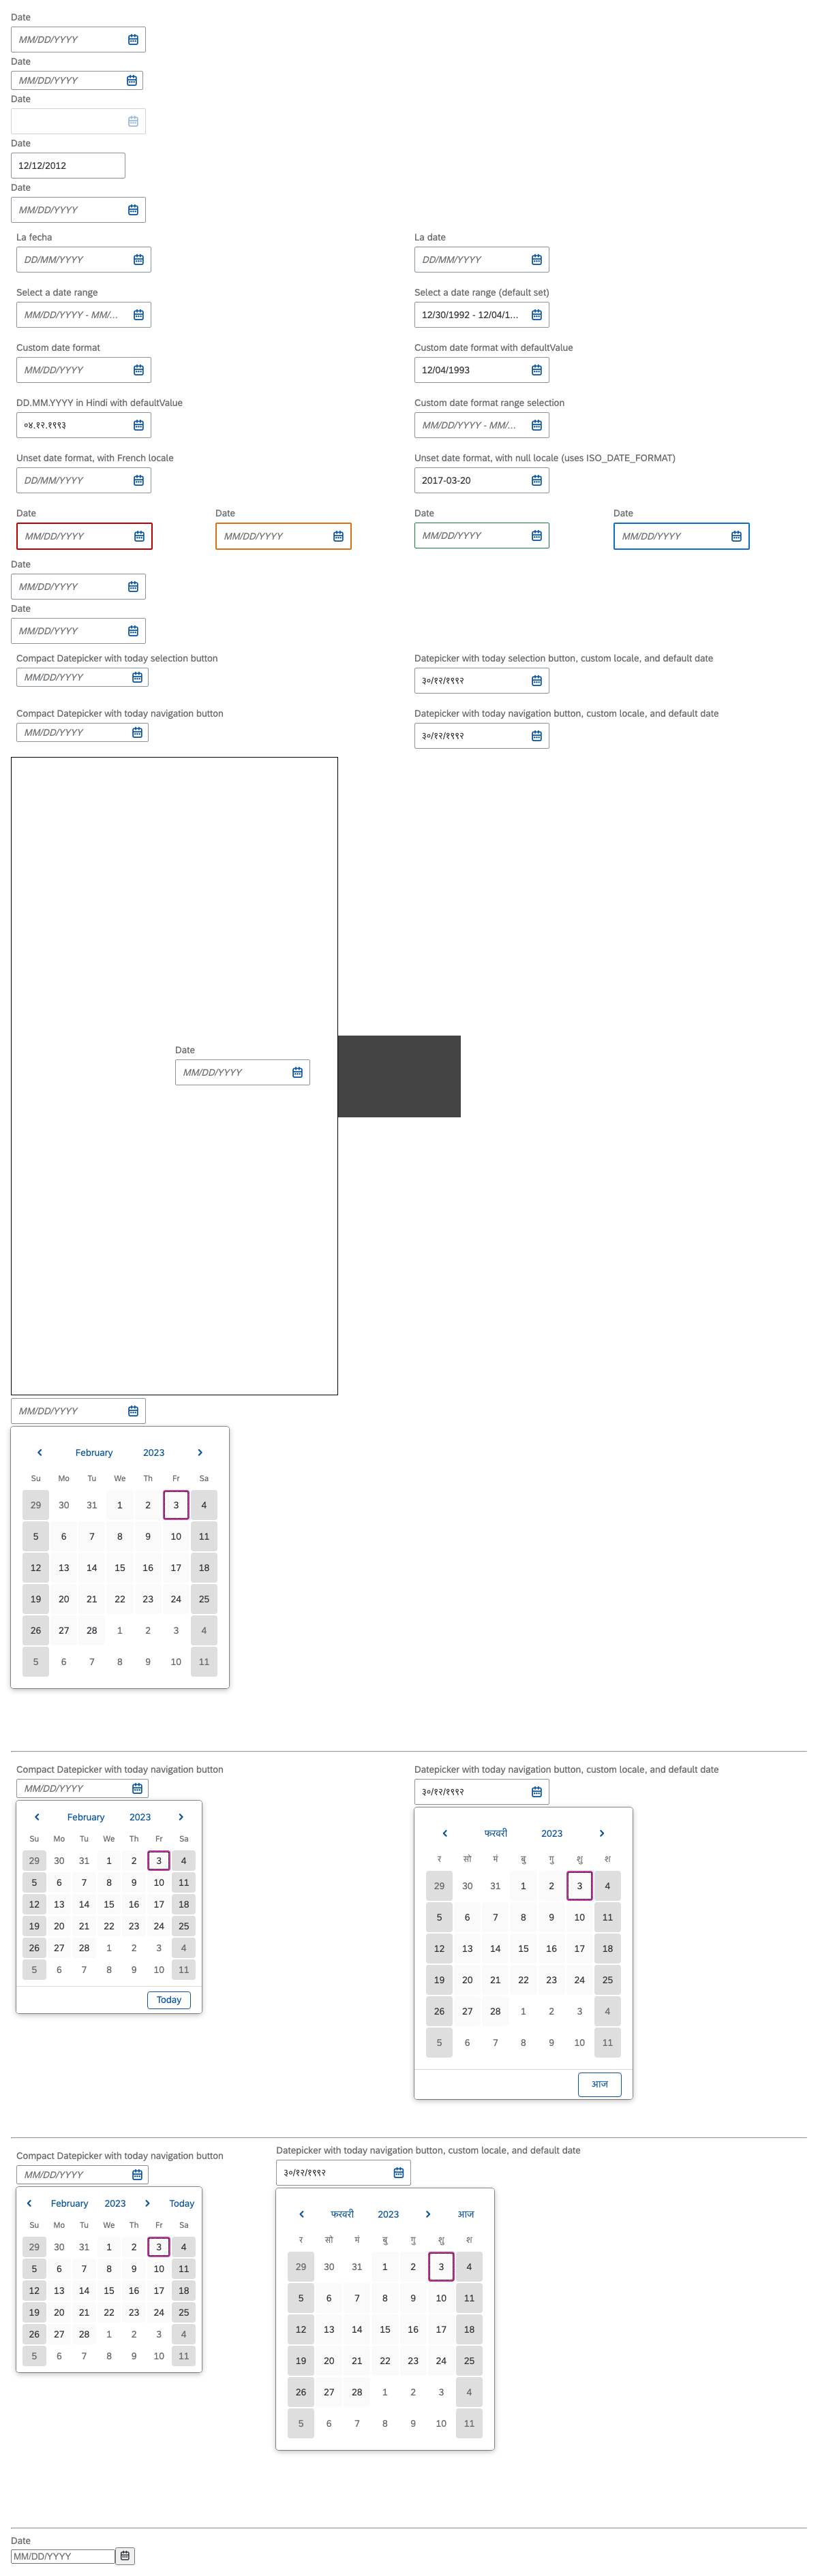 Date
MM/DD/YYYY
Date
MM/DD/YYYY
Date
Date
12/12/2012
Date
MM/DD/YYYY
La fecha
La date
DD/MM/YYYY
DD/MM/YYYY
Select a date range
Select a date range (default set)
MM/DD/YYYY - MM/...
12/30/1992 - 12/04/1...
Custom date format
Custom date format with defaultValue
MM/DD/YYYY
12/04/1993
DD.MM.YYYY in Hindi with defaultValue
Custom date format range selection
०४.१२.१९९३
MM/DD/YYYY - MM/...
Unset date format, with French locale
Unset date format, with null locale (uses ISO_DATE_FORMAT)
DD/MM/YYYY
2017-03-20
Date Date Date Date
MM/DD/YYYY MM/DD/YYYY MM/DD/YYYY MM/DD/YYYY
Date
MM/DD/YYYY
Date
MM/DD/YYYY
Compact Datepicker with today selection button
Datepicker with today selection button, custom locale, and default date
MM/DD/YYYY
३०/१२/१९९२
Compact Datepicker with today navigation button
Datepicker with today navigation button, custom locale, and default date
MM/DD/YYYY
३०/१२/१९९२
Date
MM/DD/YYYY
MM/DD/YYYY
February 2023
Su Mo Tu We Th Fr Sa
29 30 31 1 2 3 4
5 6 7 8 9 10 11
12 13 14 15 16 17 18
19 20 21 22 23 24 25
26 27 28 1 2 3 4
5 6 7 8 9 10 11
Compact Datepicker with today navigation button
MM/DD/YYYY
February 2023
Su Mo Tu We Th Fr Sa
29 30 31 1 2 3 4
5 6 7 8 9 10 11
12 13 14 15 16 17 18
19 20 21 22 23 24 25
26 27 28 1 2 3 4
5 6 7 8 9 10 11
Today
Datepicker with today navigation button, custom locale, and default date
३०/१२/१९९२
फरवरी 2023
र सो मं बु गु शु श
29 30 31 1 2 3 4
5 6 7 8 9 10 11
12 13 14 15 16 17 18
19 20 21 22 23 24 25
26 27 28 1 2 3 4
5 6 7 8 9 10 11
आज
Compact Datepicker with today navigation button
MM/DD/YYYY
February 2023 Today
Su Mo Tu We Th Fr Sa
29 30 31 1 2 3 4
5 6 7 8 9 10 11
12 13 14 15 16 17 18
19 20 21 22 23 24 25
26 27 28 1 2 3 4
5 6 7 8 9 10 11
Datepicker with today navigation button, custom locale, and default date
३०/१२/१९९२
फरवरी 2023 आज
र सो मं बु गु शु श
29 30 31 1 2 3 4
5 6 7 8 9 10 11
12 13 14 15 16 17 18
19 20 21 22 23 24 25
26 27 28 1 2 3 4
5 6 7 8 9 10 11
Date
MM/DD/YYYY